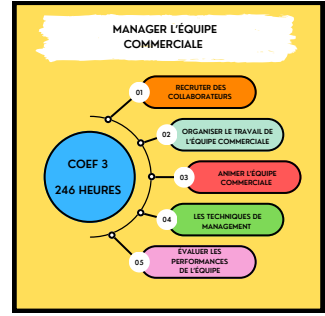 MANAGER L'ÉQUIPE
COMMERCIALE
01
RECRUTER DES
COLLABORATEURS
02
ORGANISER LE TRAVAIL DE
L'ÉQUIPE COMMERCIALE
COEF 3
246 HEURES
03
ANIMER L'ÉQUIPE
COMMERCIALE
04
LES TECHNIQUES DE
MANAGEMENT
05
ÉVALUER LES
PERFORMANCES
DE L'ÉQUIPE